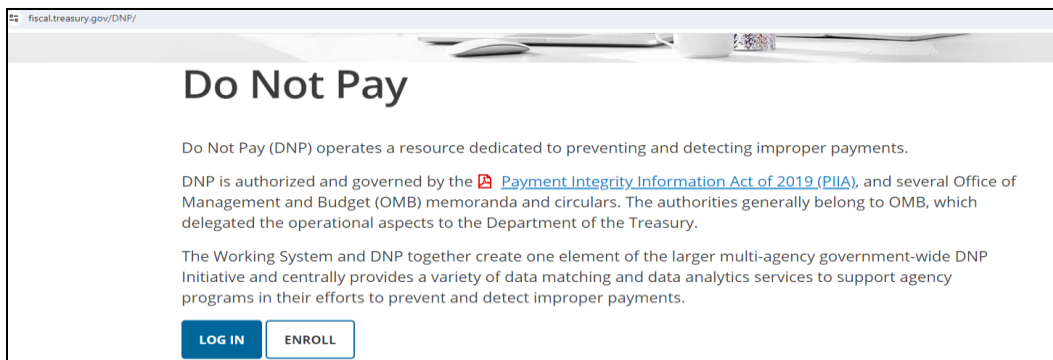 fiscal.treasury.gov/DNP/
Do Not Pay
Do Not Pay (DNP) operates a resource dedicated to preventing and detecting improper payments.
DNP is authorized and governed by the Payment Integrity Information Act of 2019 (PIIA), and several Office of
Management and Budget (OMB) memoranda and circulars. The authorities generally belong to OMB, which
delegated the operational aspects to the Department of the Treasury.
The Working System and DNP together create one element of the larger multi-agency government-wide DNP
Initiative and centrally provides a variety of data matching and data analytics services to support agency
programs in their efforts to prevent and detect improper payments.
LOG IN ENROLL